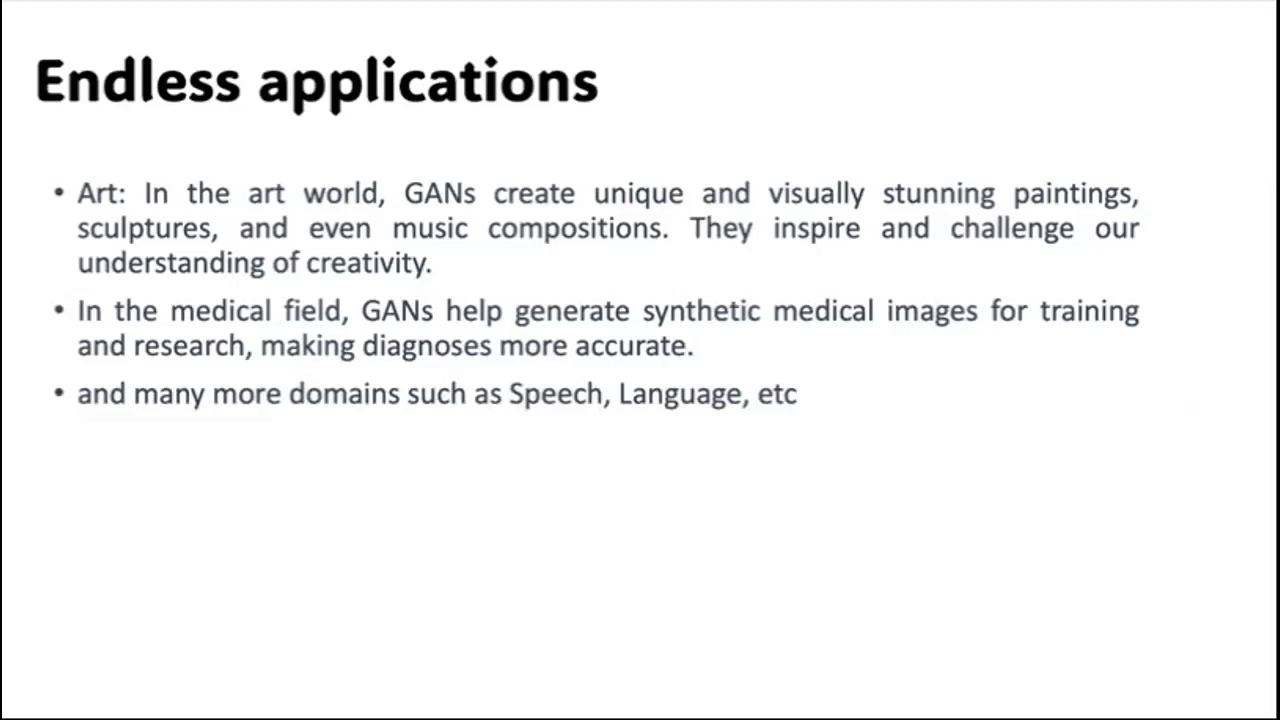 Endless applications
• Art: In the art world, GANs create unique and visually stunning paintings,
sculptures, and even music compositions. They inspire and challenge our
understanding of creativity.
• In the medical field, GANs help generate synthetic medical images for training
and research, making diagnoses more accurate.
• and many more domains such as Speech, Language, etc